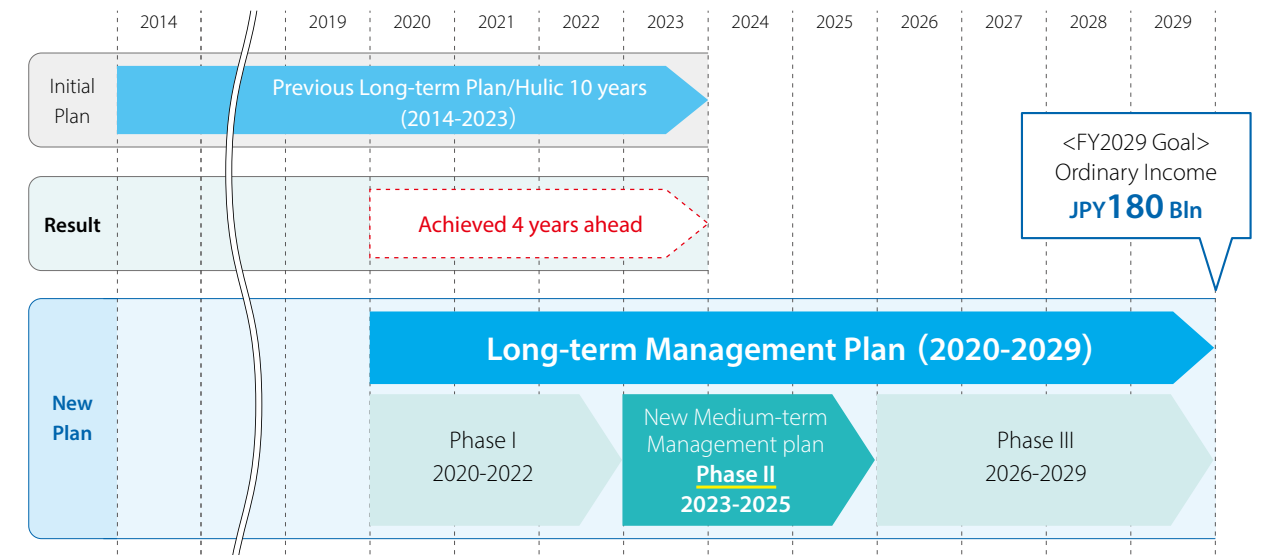 2014 2019 2020 2021 2022 2023 2024 2025 2026 2027 2028 2029
Initial
Plan
Previous Long-term Plan/Hulic 10 years
(2014-2023)
<FY2029 Goal>
Ordinary Income
JPY180 Bln
Result
Achieved 4 years ahead
New
Plan
Long-term Management Plan (2020-2029)
Phase I
2020-2022
New Medium-term
Management plan
Phase II
2023-2025
Phase III
2026-2029